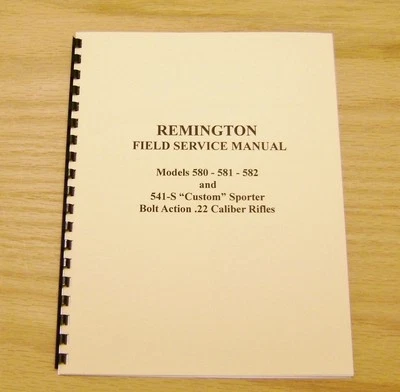 REMINGTON
FIELD SERVICE MANUAL
Models 580 - 581 - 582
and
541-S “Custom” Sporter
Bolt Action .22 Caliber Rifles